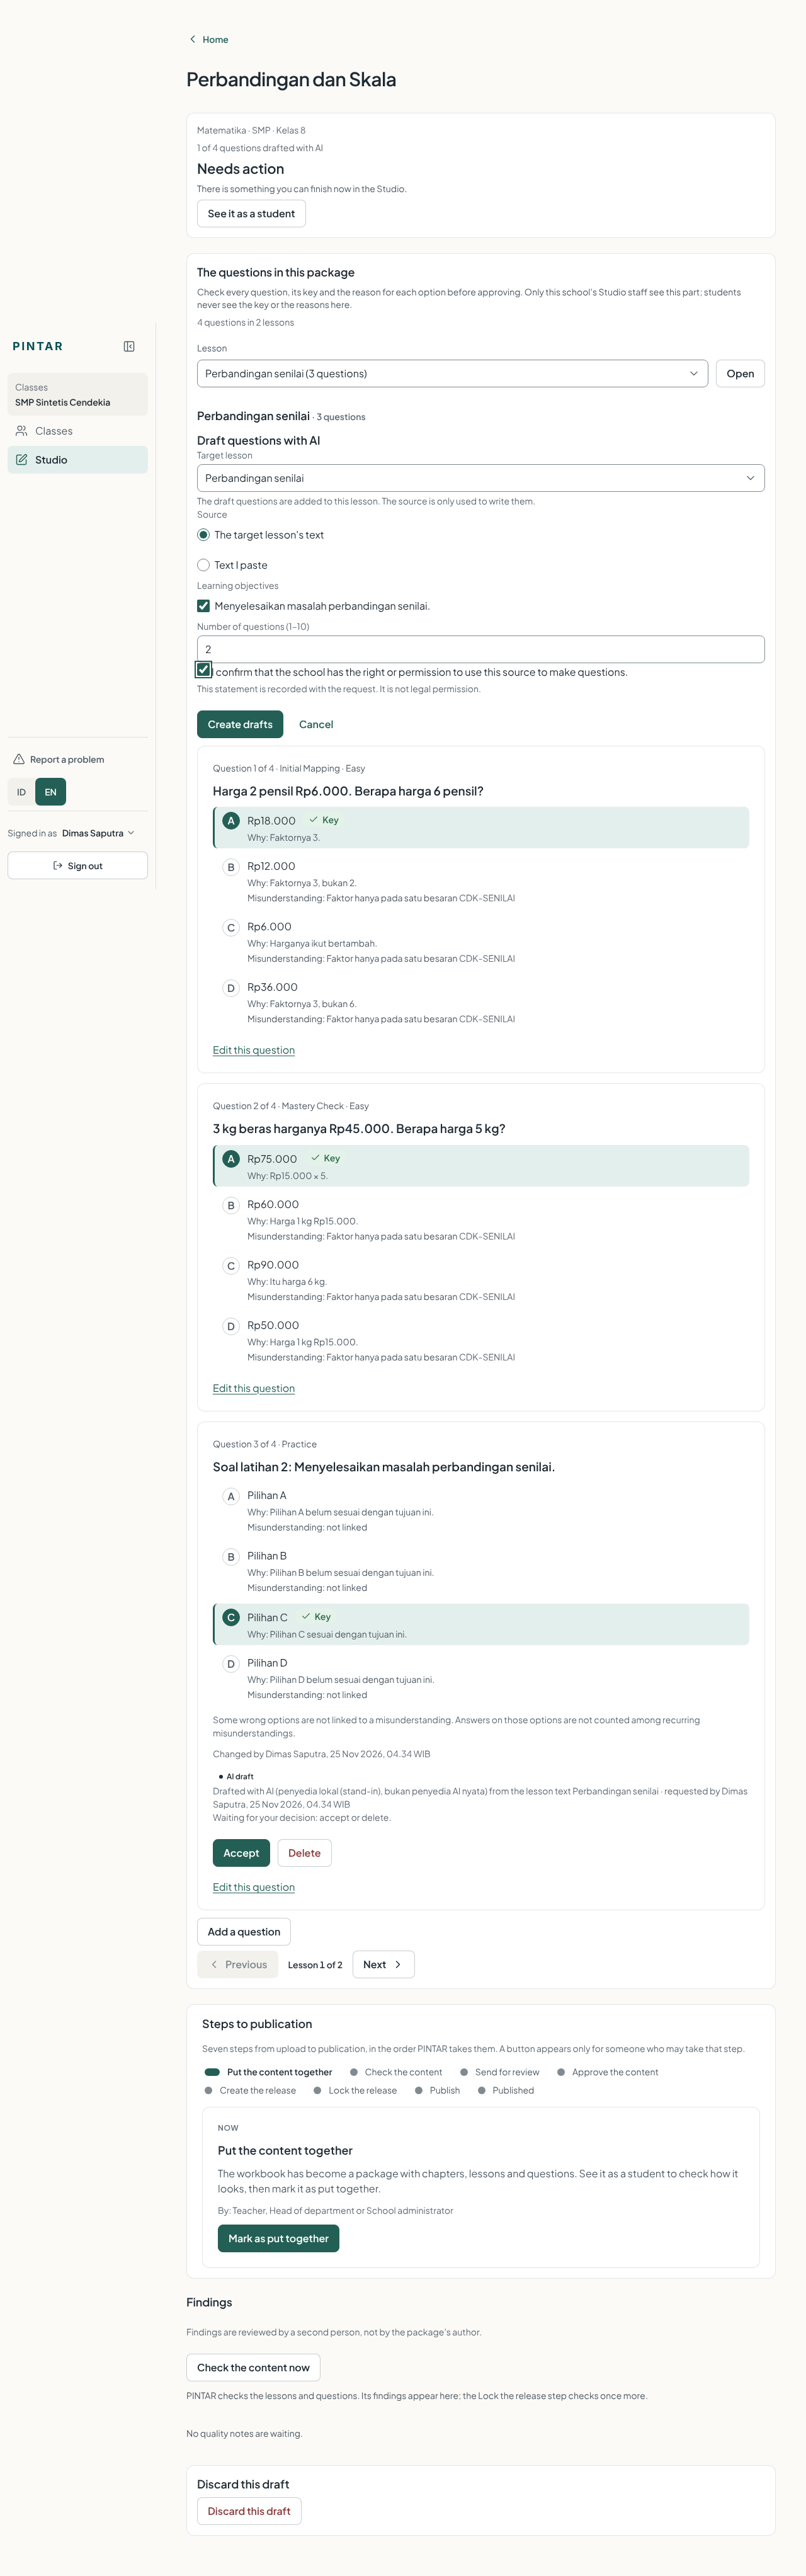 Home
Perbandingan dan Skala
Matematika · SMP · Kelas 8
1 of 4 questions drafted with AI
Needs action
There is something you can finish now in the Studio.
See it as a student
The questions in this package
Check every question, its key and the reason for each option before approving. Only this school's Studio staff see this part; students
never see the key or the reasons here.
4 questions in 2 lessons
Lesson
Perbandingan senilai (3 questions)
Open
PINTAR
Classes
SMP Sintetis Cendekia
Classes
Studio
Report a problem
ID
EN
Signed in as Dimas Saputra
Sign out
Perbandingan senilai · 3 questions
Draft questions with AI
Target lesson
Perbandingan senilai
The draft questions are added to this lesson. The source is only used to write them.
Source
The target lesson's text
Text I paste
Learning objectives
Menyelesaikan masalah perbandingan senilai.
Number of questions (1–10)
2
I confirm that the school has the right or permission to use this source to make questions.
This statement is recorded with the request. It is not legal permission.
Create drafts
Cancel
Question 1 of 4 · Initial Mapping · Easy
Harga 2 pensil Rp6.000. Berapa harga 6 pensil?
A Rp18.000 Key
Why: Faktornya 3.
B Rp12.000
Why: Faktornya 3, bukan 2.
Misunderstanding: Faktor hanya pada satu besaran CDK-SENILAI
C Rp6.000
Why: Harganya ikut bertambah.
Misunderstanding: Faktor hanya pada satu besaran CDK-SENILAI
D Rp36.000
Why: Faktornya 3, bukan 6.
Misunderstanding: Faktor hanya pada satu besaran CDK-SENILAI
Edit this question
Question 2 of 4 · Mastery Check · Easy
3 kg beras harganya Rp45.000. Berapa harga 5 kg?
A Rp75.000 Key
Why: Rp15.000 × 5.
B Rp60.000
Why: Harga 1 kg Rp15.000.
Misunderstanding: Faktor hanya pada satu besaran CDK-SENILAI
C Rp90.000
Why: Itu harga 6 kg.
Misunderstanding: Faktor hanya pada satu besaran CDK-SENILAI
D Rp50.000
Why: Harga 1 kg Rp15.000.
Misunderstanding: Faktor hanya pada satu besaran CDK-SENILAI
Edit this question
Question 3 of 4 · Practice
Soal latihan 2: Menyelesaikan masalah perbandingan senilai.
A Pilihan A
Why: Pilihan A belum sesuai dengan tujuan ini.
Misunderstanding: not linked
B Pilihan B
Why: Pilihan B belum sesuai dengan tujuan ini.
Misunderstanding: not linked
C Pilihan C Key
Why: Pilihan C sesuai dengan tujuan ini.
D Pilihan D
Why: Pilihan D belum sesuai dengan tujuan ini.
Misunderstanding: not linked
Some wrong options are not linked to a misunderstanding. Answers on those options are not counted among recurring
misunderstandings.
Changed by Dimas Saputra, 25 Nov 2026, 04.34 WIB
AI draft
Drafted with AI (penyedia lokal (stand-in), bukan penyedia AI nyata) from the lesson text Perbandingan senilai · requested by Dimas
Saputra, 25 Nov 2026, 04.34 WIB
Waiting for your decision: accept or delete.
Accept
Delete
Edit this question
Add a question
Previous
Lesson 1 of 2
Next
Steps to publication
Seven steps from upload to publication, in the order PINTAR takes them. A button appears only for someone who may take that step.
Put the content together
Check the content
Send for review
Approve the content
Create the release
Lock the release
Publish
Published
NOW
Put the content together
The workbook has become a package with chapters, lessons and questions. See it as a student to check how it
looks, then mark it as put together.
By: Teacher, Head of department or School administrator
Mark as put together
Findings
Findings are reviewed by a second person, not by the package's author.
Check the content now
PINTAR checks the lessons and questions. Its findings appear here; the Lock the release step checks once more.
No quality notes are waiting.
Discard this draft
Discard this draft